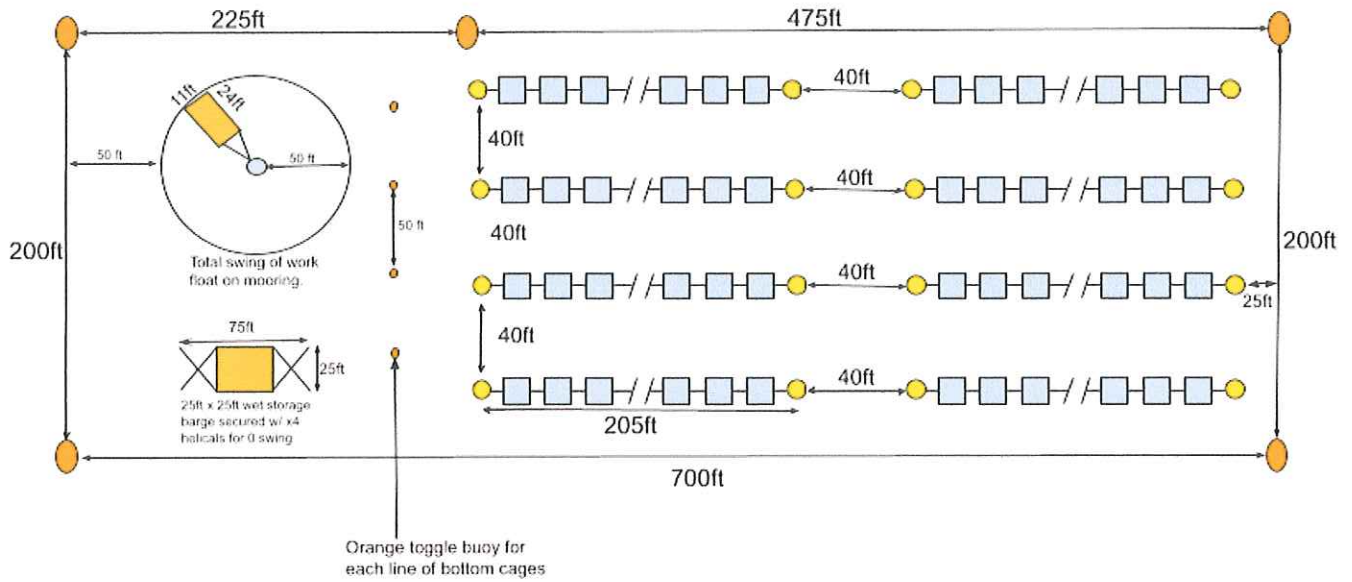 225ft
475ft
11ft
24ft
40ft
40ft
50 ft
50 ft
40ft
50 ft
200ft
40ft
200ft
Total swing of work
float on mooring.
40ft
25ft
75ft
40ft
25ft
40ft
25ft x 25ft wet storage
barge secured w/ x4
helicals for 0 swing
205ft
700ft
Orange toggle buoy for
each line of bottom cages